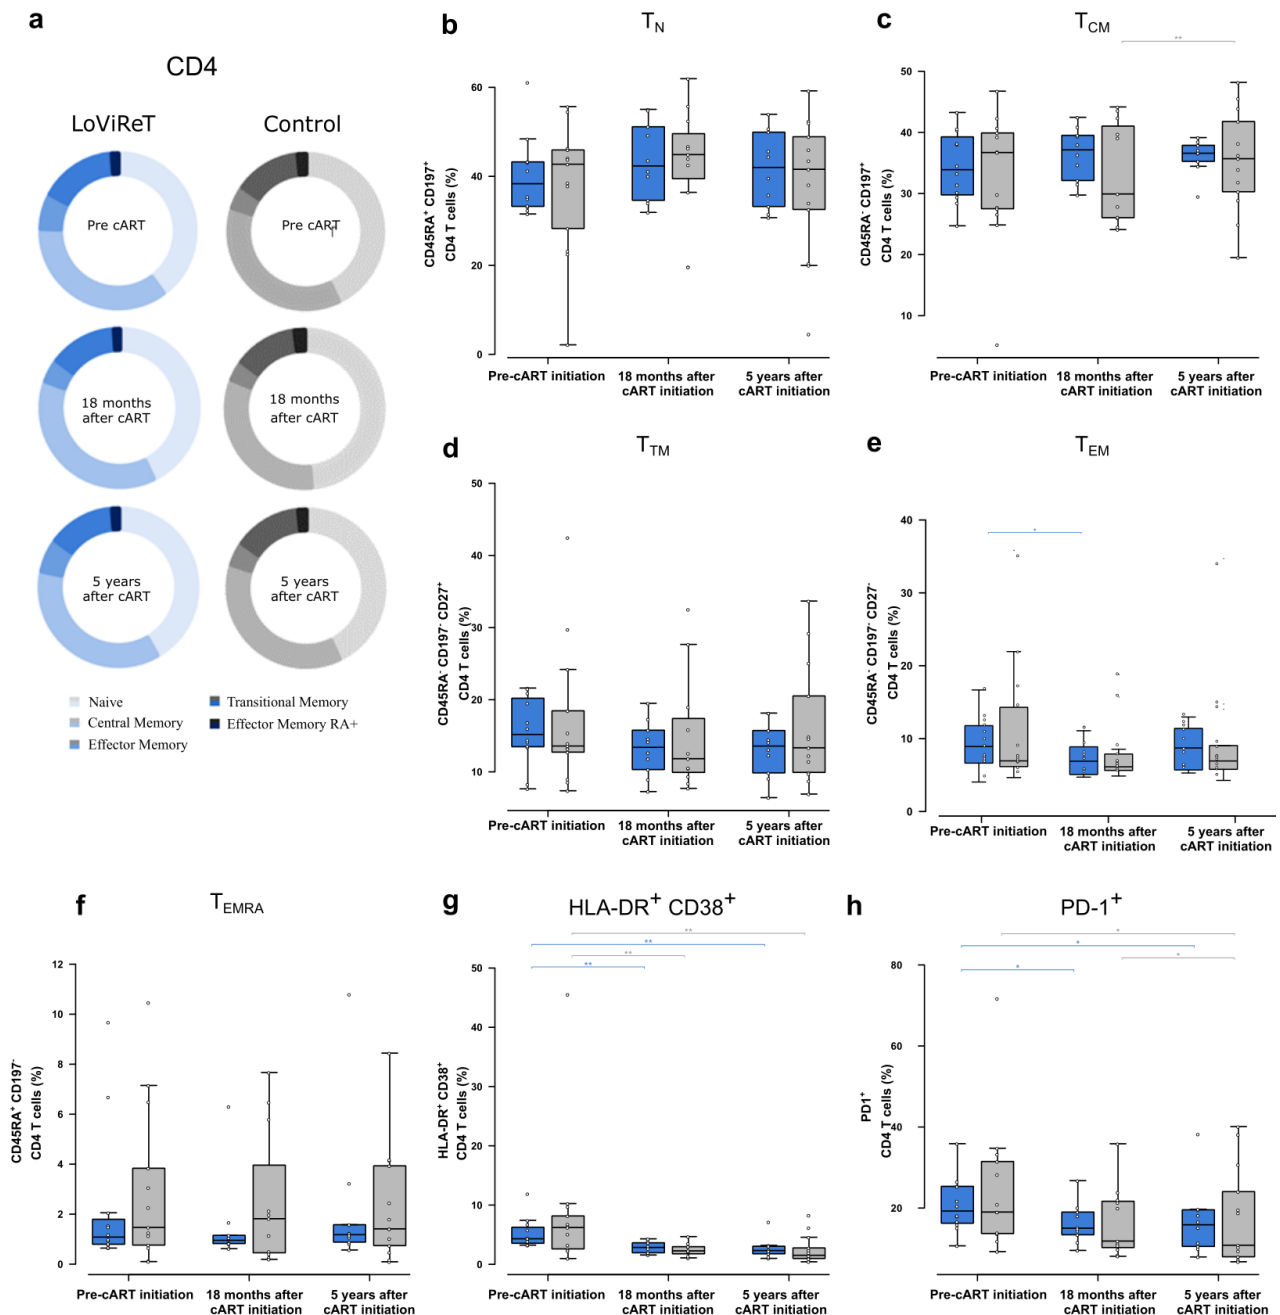 a
CD4
LoViReT Control
Pre cART Pre cART
18 months
after cART
18 months
after cART
5 years
after cART
5 years
after cART
Naive
Central Memory
Effector Memory
Transitional Memory
Effector Memory RA+
b
T_N
CD45RA⁺ CD197⁺
CD4 T cells (%)
60
40
20
0
Pre-cART initiation
18 months after
cART initiation
5 years after
cART initiation
c
T_CM
**
CD45RA⁻ CD197⁺
CD4 T cells (%)
50
40
30
20
10
Pre-cART initiation
18 months after
cART initiation
5 years after
cART initiation
d
T_TM
CD45RA⁻ CD197⁻ CD27⁺
CD4 T cells (%)
50
40
30
20
10
Pre-cART initiation
18 months after
cART initiation
5 years after
cART initiation
e
T_EM
*
CD45RA⁻ CD197⁻ CD27⁻
CD4 T cells (%)
40
30
20
10
0
Pre-cART initiation
18 months after
cART initiation
5 years after
cART initiation
f
T_EMRA
CD45RA⁺ CD197⁻
CD4 T cells (%)
12
10
8
6
4
2
0
Pre-cART initiation
18 months after
cART initiation
5 years after
cART initiation
g
HLA-DR⁺ CD38⁺
**
**
**
**
HLA-DR⁺ CD38⁺
CD4 T cells (%)
50
40
30
20
10
0
Pre-cART initiation
18 months after
cART initiation
5 years after
cART initiation
h
PD-1⁺
*
*
*
*
PD1⁺
CD4 T cells (%)
80
60
40
20
Pre-cART initiation
18 months after
cART initiation
5 years after
cART initiation